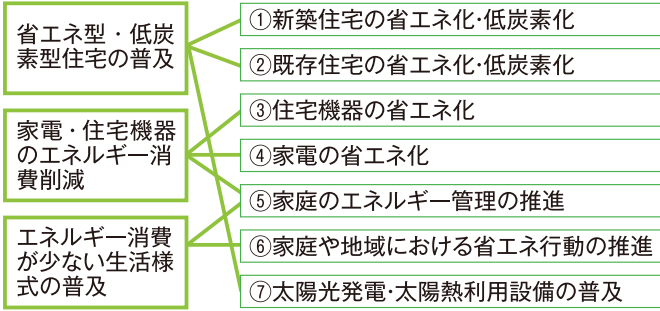 省エネ型・低炭
素型住宅の普及
家電・住宅機器
のエネルギー消
費削減
エネルギー消費
が少ない生活様
式の普及
①新築住宅の省エネ化・低炭素化
②既存住宅の省エネ化・低炭素化
③住宅機器の省エネ化
④家電の省エネ化
⑤家庭のエネルギー管理の推進
⑥家庭や地域における省エネ行動の推進
⑦太陽光発電・太陽熱利用設備の普及